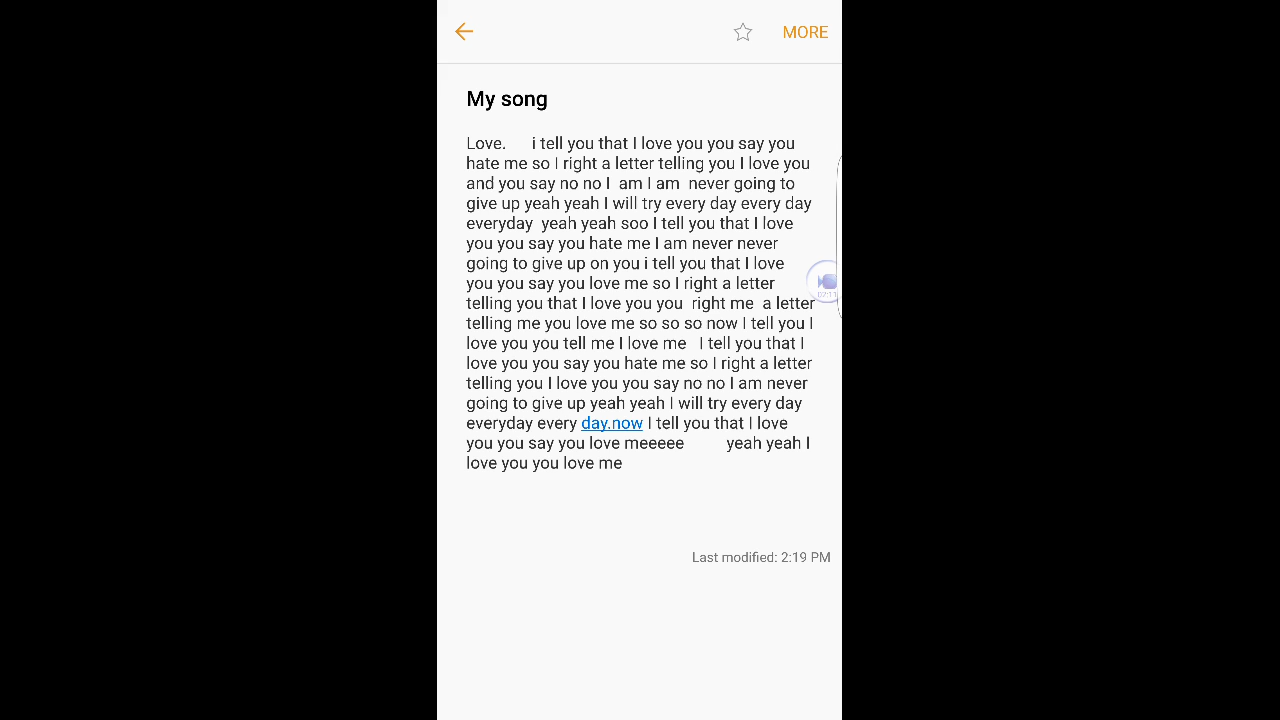 MORE
My song
Love. i tell you that I love you you say you
hate me so I right a letter telling you I love you
and you say no no I am I am never going to
give up yeah yeah I will try every day every day
everyday yeah yeah soo I tell you that I love
you you say you hate me I am never never
going to give up on you i tell you that I love
you you say you love me so I right a letter
telling you that I love you you right me a letter
telling me you love me so so so now I tell you I
love you you tell me I love me I tell you that I
love you you say you hate me so I right a letter
telling you I love you you say no no I am never
going to give up yeah yeah I will try every day
everyday every day.now I tell you that I love
you you say you love meeeee yeah yeah I
love you you love me
Last modified: 2:19 PM
02:11